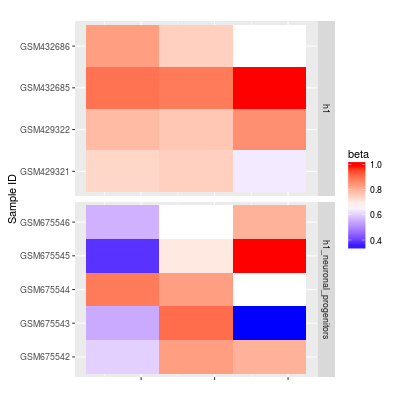 GSM432686
GSM432685
GSM429322
GSM429321
h1
GSM675546
GSM675545
GSM675544
GSM675543
GSM675542
h1_neuronal_progenitors
Sample ID
beta
1.0
0.8
0.6
0.4